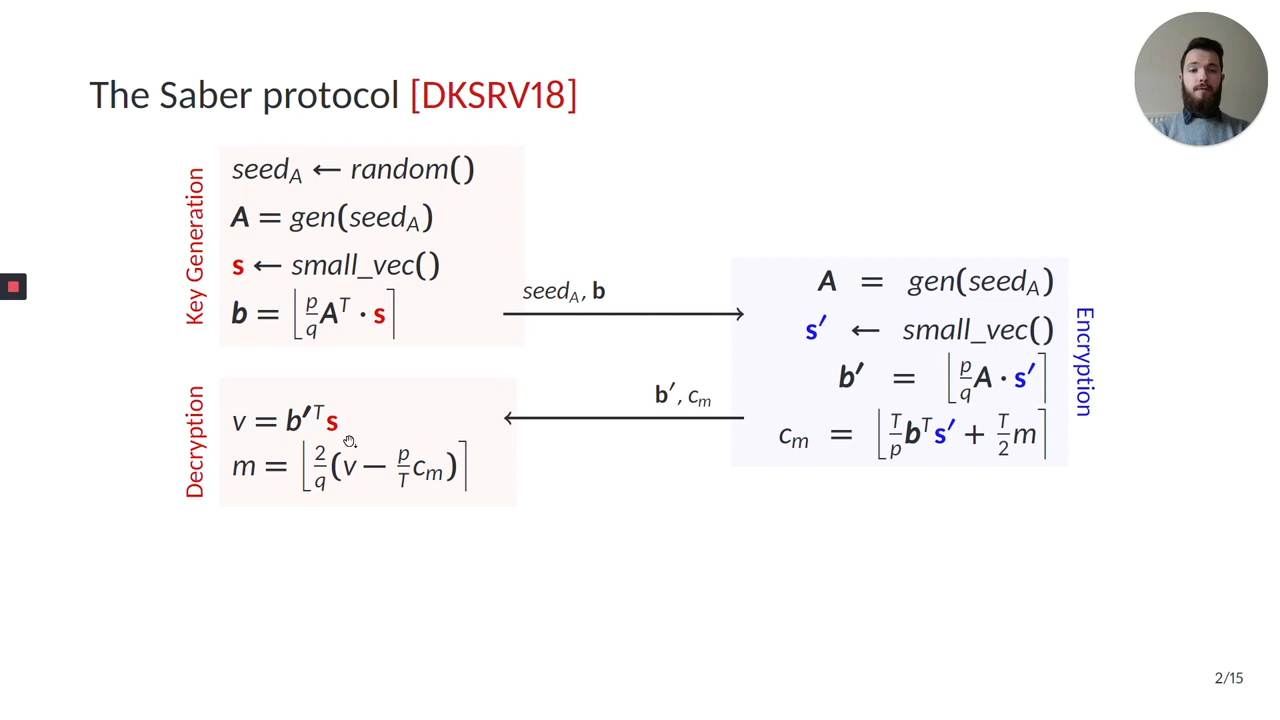 The Saber protocol [DKSRV18]
Key Generation
seed_A ← random()
A = gen(seed_A)
s ← small_vec()
b = ⌊p/q A^T · s⌉
seed_A, b
A = gen(seed_A)
s′ ← small_vec()
b′ = ⌊p/q A · s′⌉
c_m = ⌊T/p b^T s′ + T/2 m⌉
Encryption
b′, c_m
Decryption
v = b′^T s
m = ⌊2/q (v − p/T c_m)⌉
2/15